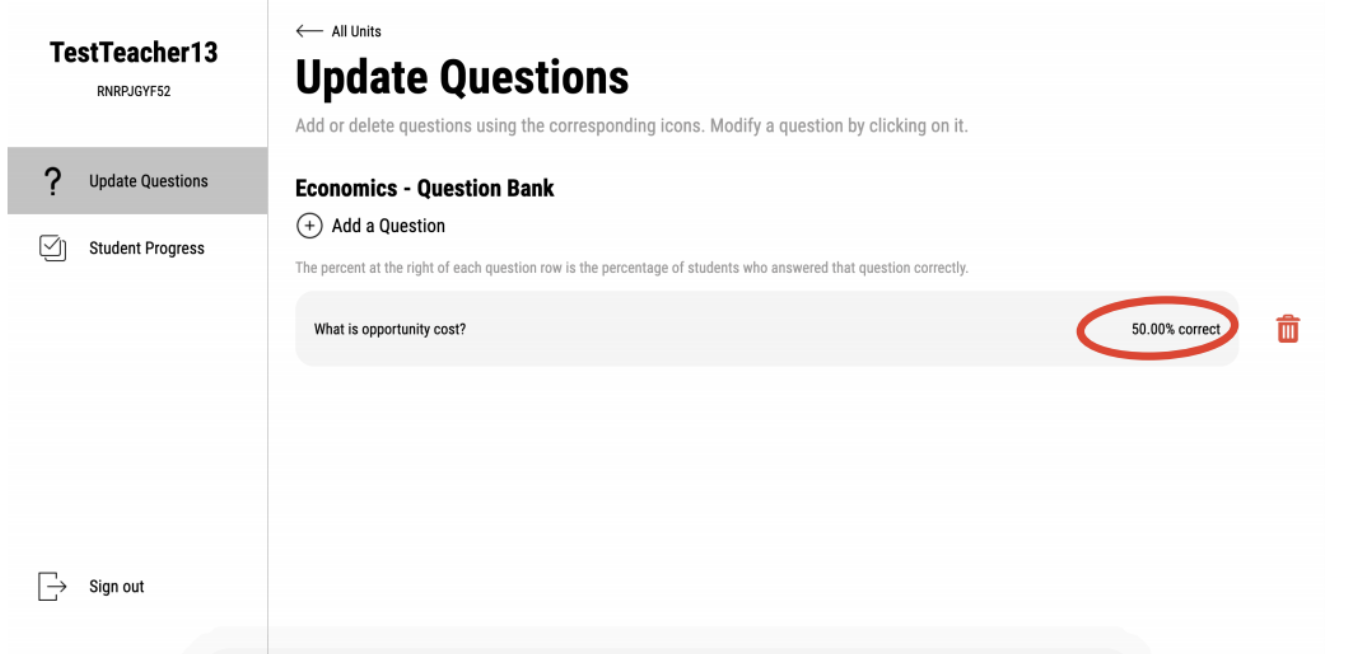 TestTeacher13
RNRPJGYF52
Update Questions
Student Progress
Sign out
All Units
Update Questions
Add or delete questions using the corresponding icons. Modify a question by clicking on it.
Economics - Question Bank
Add a Question
The percent at the right of each question row is the percentage of students who answered that question correctly.
What is opportunity cost?
50.00% correct